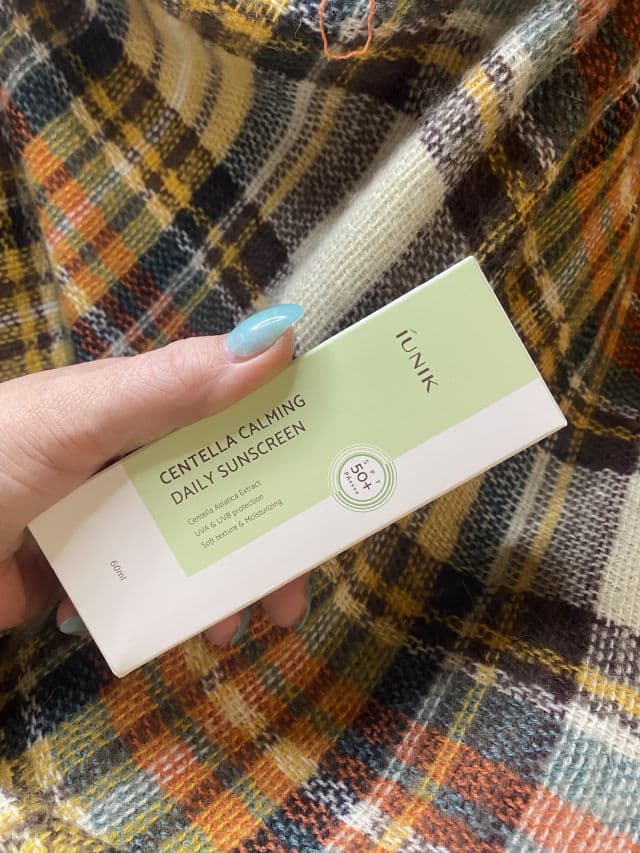 IUNIK
CENTELLA CALMING
DAILY SUNSCREEN
Centella Asiatica Extract
UVA & UVB protection
Soft texture & Moisturizing
SPF
50+
PA++++
60ml